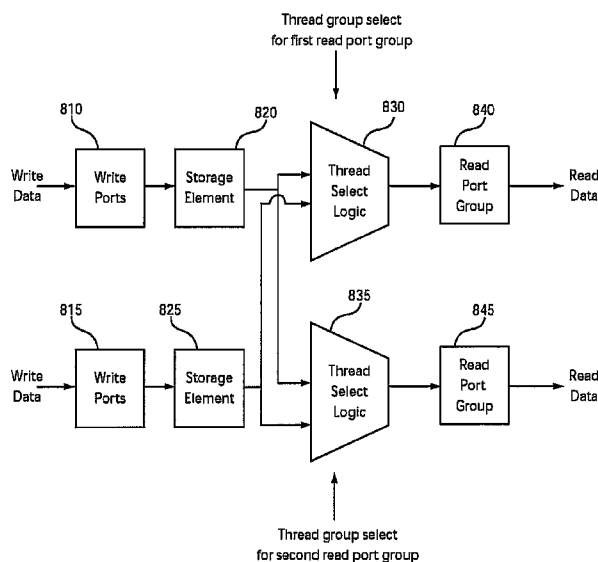 Thread group select
for first read port group
810
820
830
840
Write
Data
Write
Ports
Storage
Element
Thread
Select
Logic
Read
Port
Group
Read
Data
815
825
835
845
Write
Data
Write
Ports
Storage
Element
Thread
Select
Logic
Read
Port
Group
Read
Data
Thread group select
for second read port group